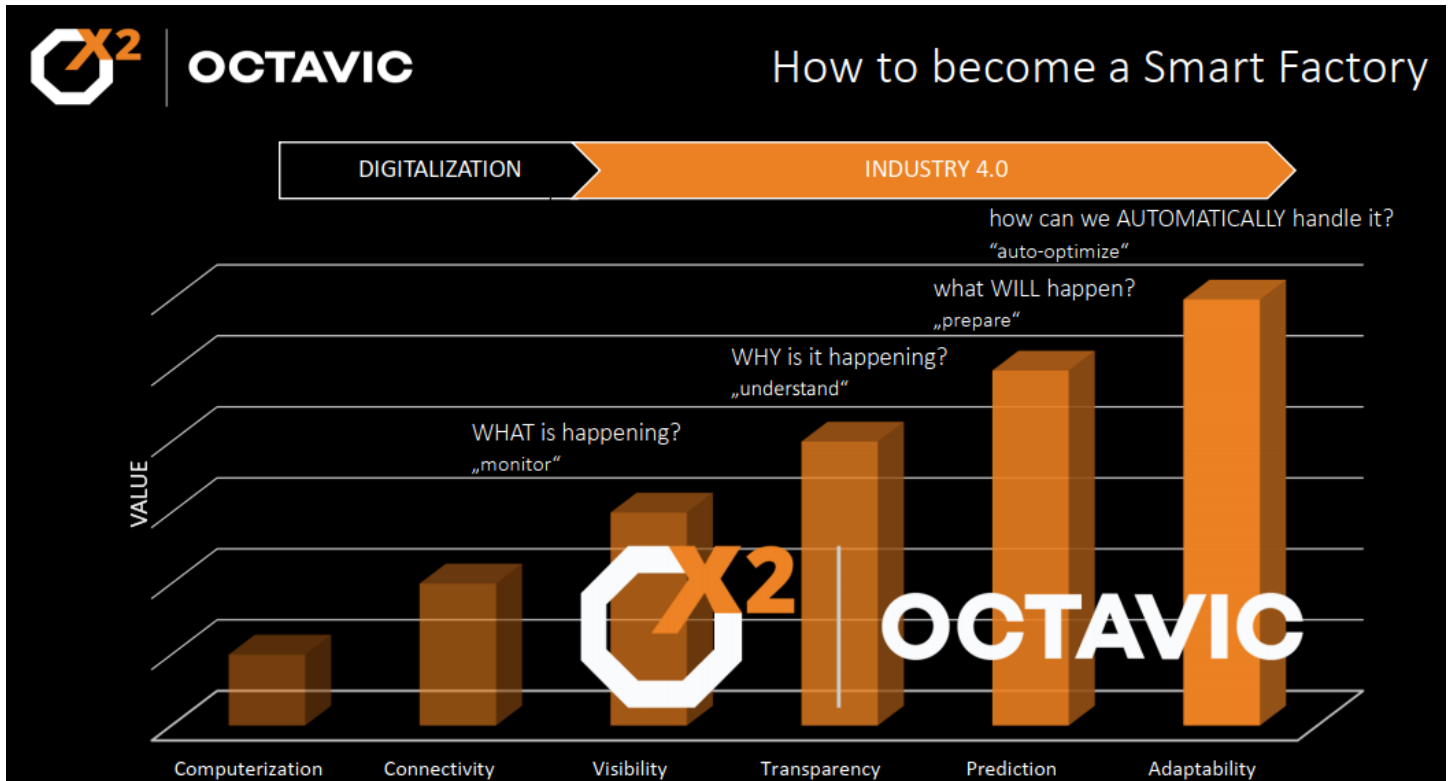 OX2 | OCTAVIC
How to become a Smart Factory
DIGITALIZATION
INDUSTRY 4.0
how can we AUTOMATICALLY handle it?
“auto-optimize“
what WILL happen?
„prepare“
WHY is it happening?
„understand“
WHAT is happening?
„monitor“
VALUE
OX2 | OCTAVIC
Computerization
Connectivity
Visibility
Transparency
Prediction
Adaptability